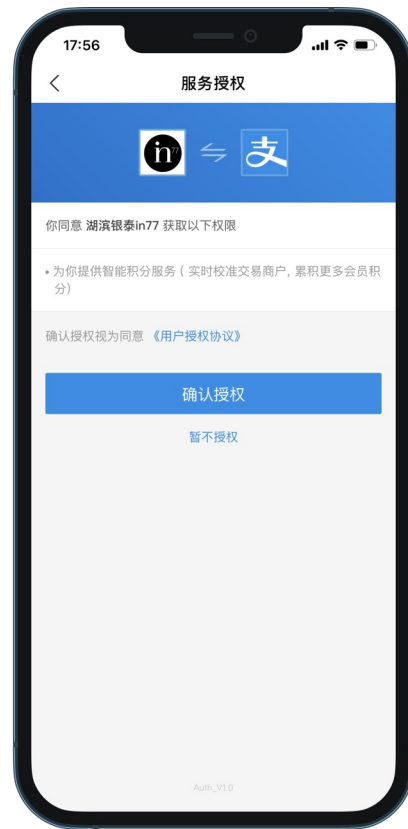 17:56
服务授权
in77
支
你同意 湖滨银泰in77 获取以下权限
• 为你提供智能积分服务 ( 实时校准交易商户, 累积更多会员积
分)
确认授权视为同意 《用户授权协议》
确认授权
暂不授权
Auth_V1.0